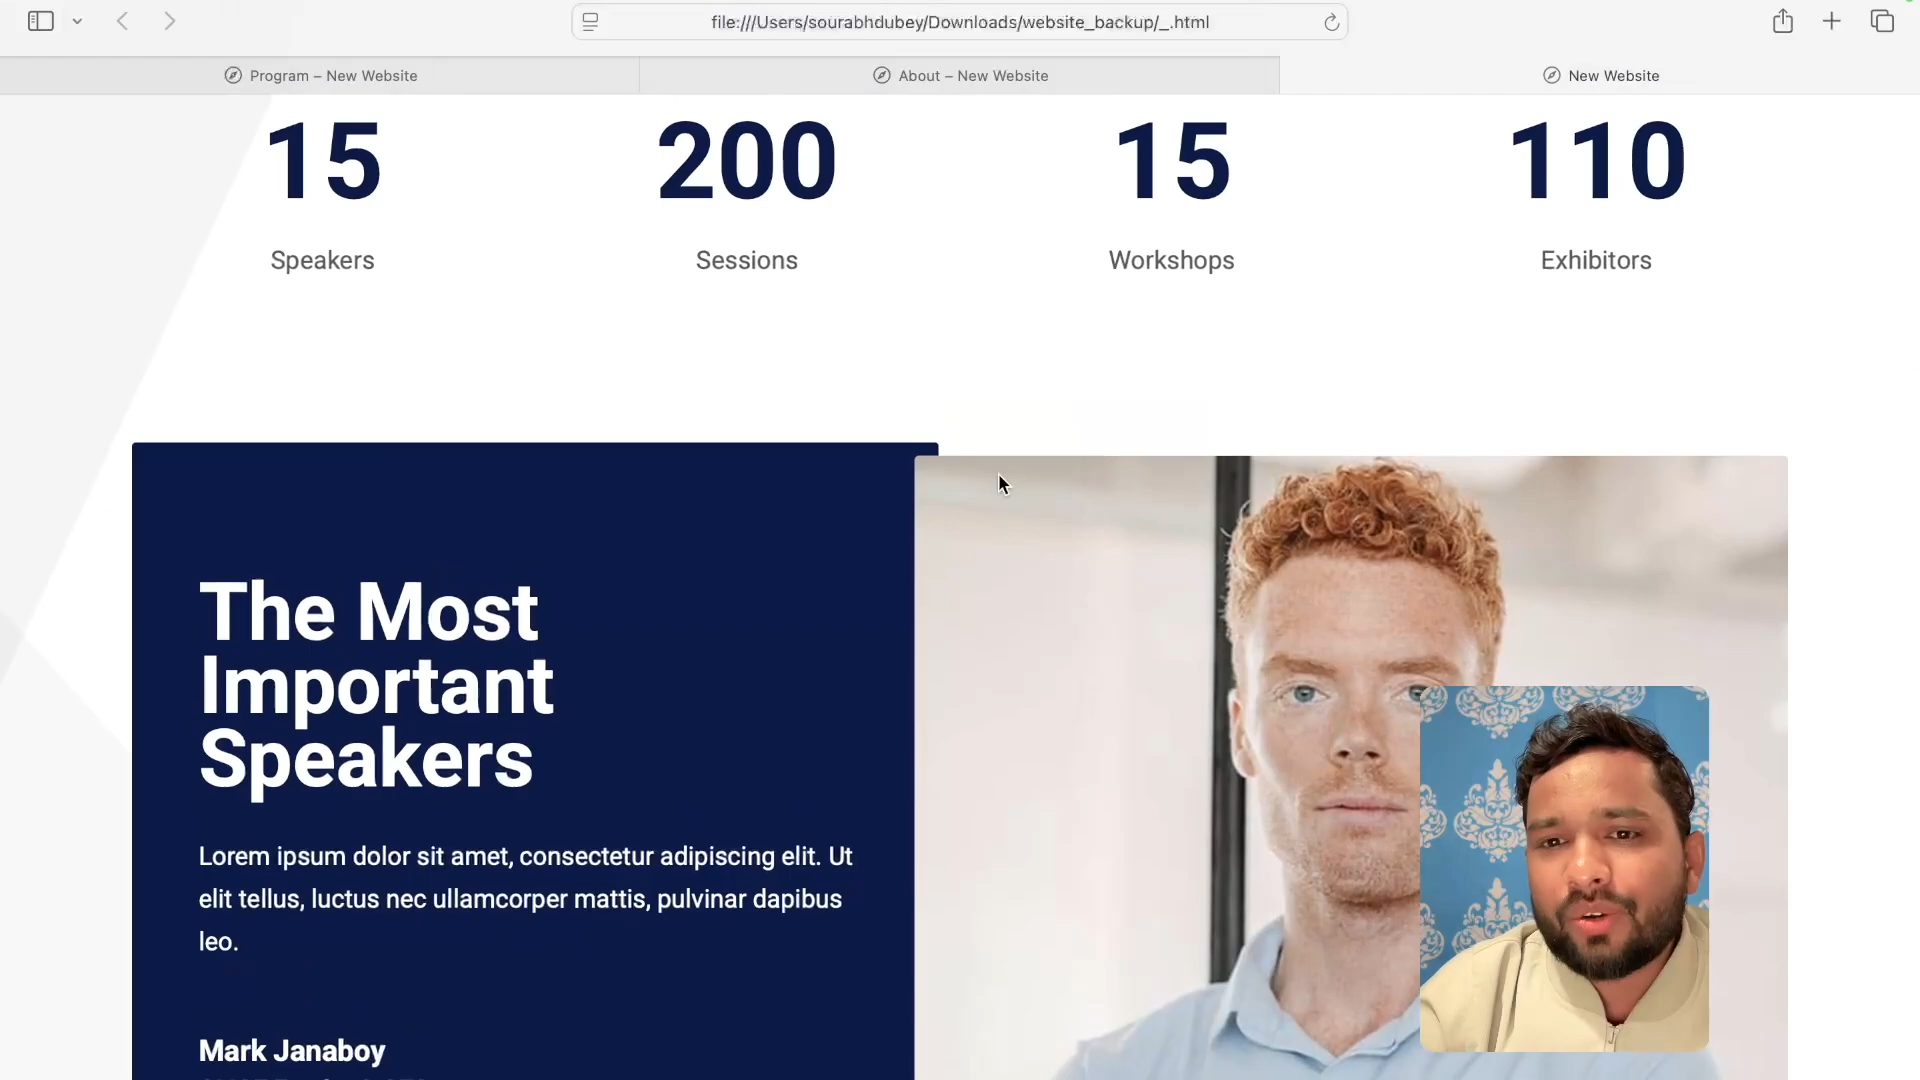 file:///Users/sourabhdubey/Downloads/website_backup/_.html
Program – New Website
About – New Website
New Website
15
200
15
110
Speakers
Sessions
Workshops
Exhibitors
The Most
Important
Speakers
Lorem ipsum dolor sit amet, consectetur adipiscing elit. Ut
elit tellus, luctus nec ullamcorper mattis, pulvinar dapibus
leo.
Mark Janaboy